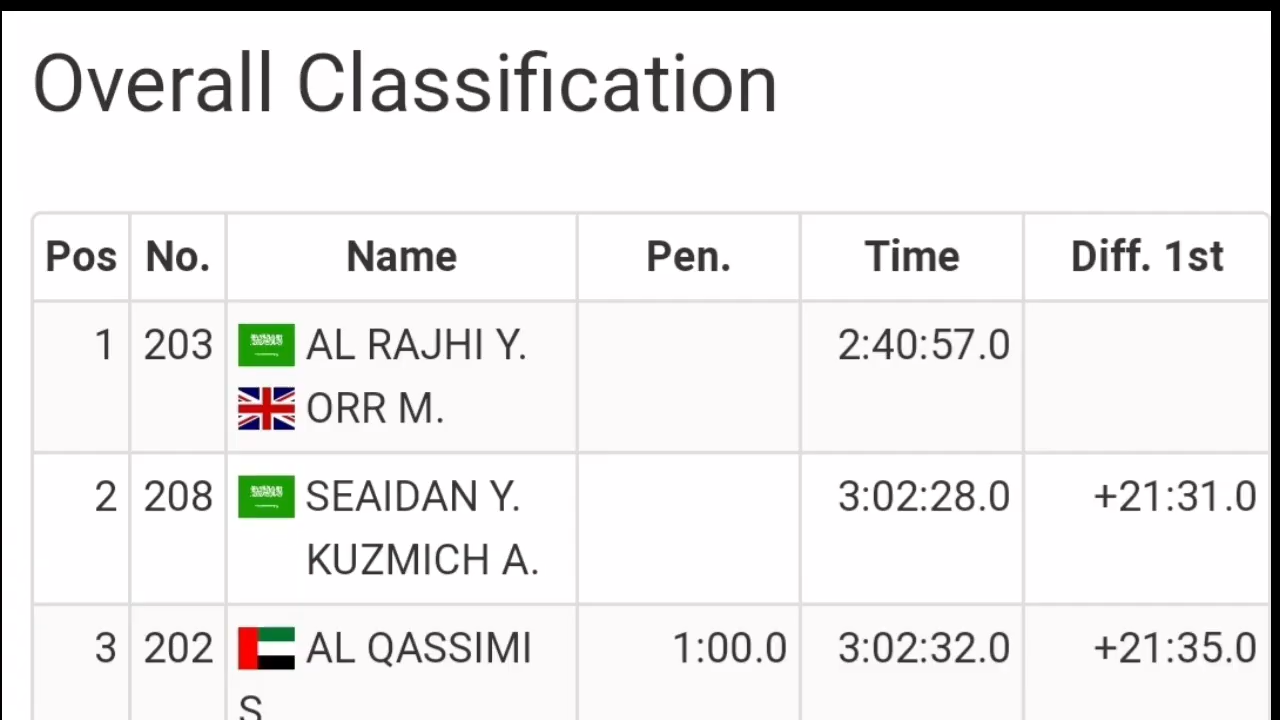 Overall Classification
Pos No. Name Pen. Time Diff. 1st
1 203 AL RAJHI Y. 2:40:57.0
ORR M.
2 208 SEAIDAN Y. 3:02:28.0 +21:31.0
KUZMICH A.
3 202 AL QASSIMI 1:00.0 3:02:32.0 +21:35.0
S